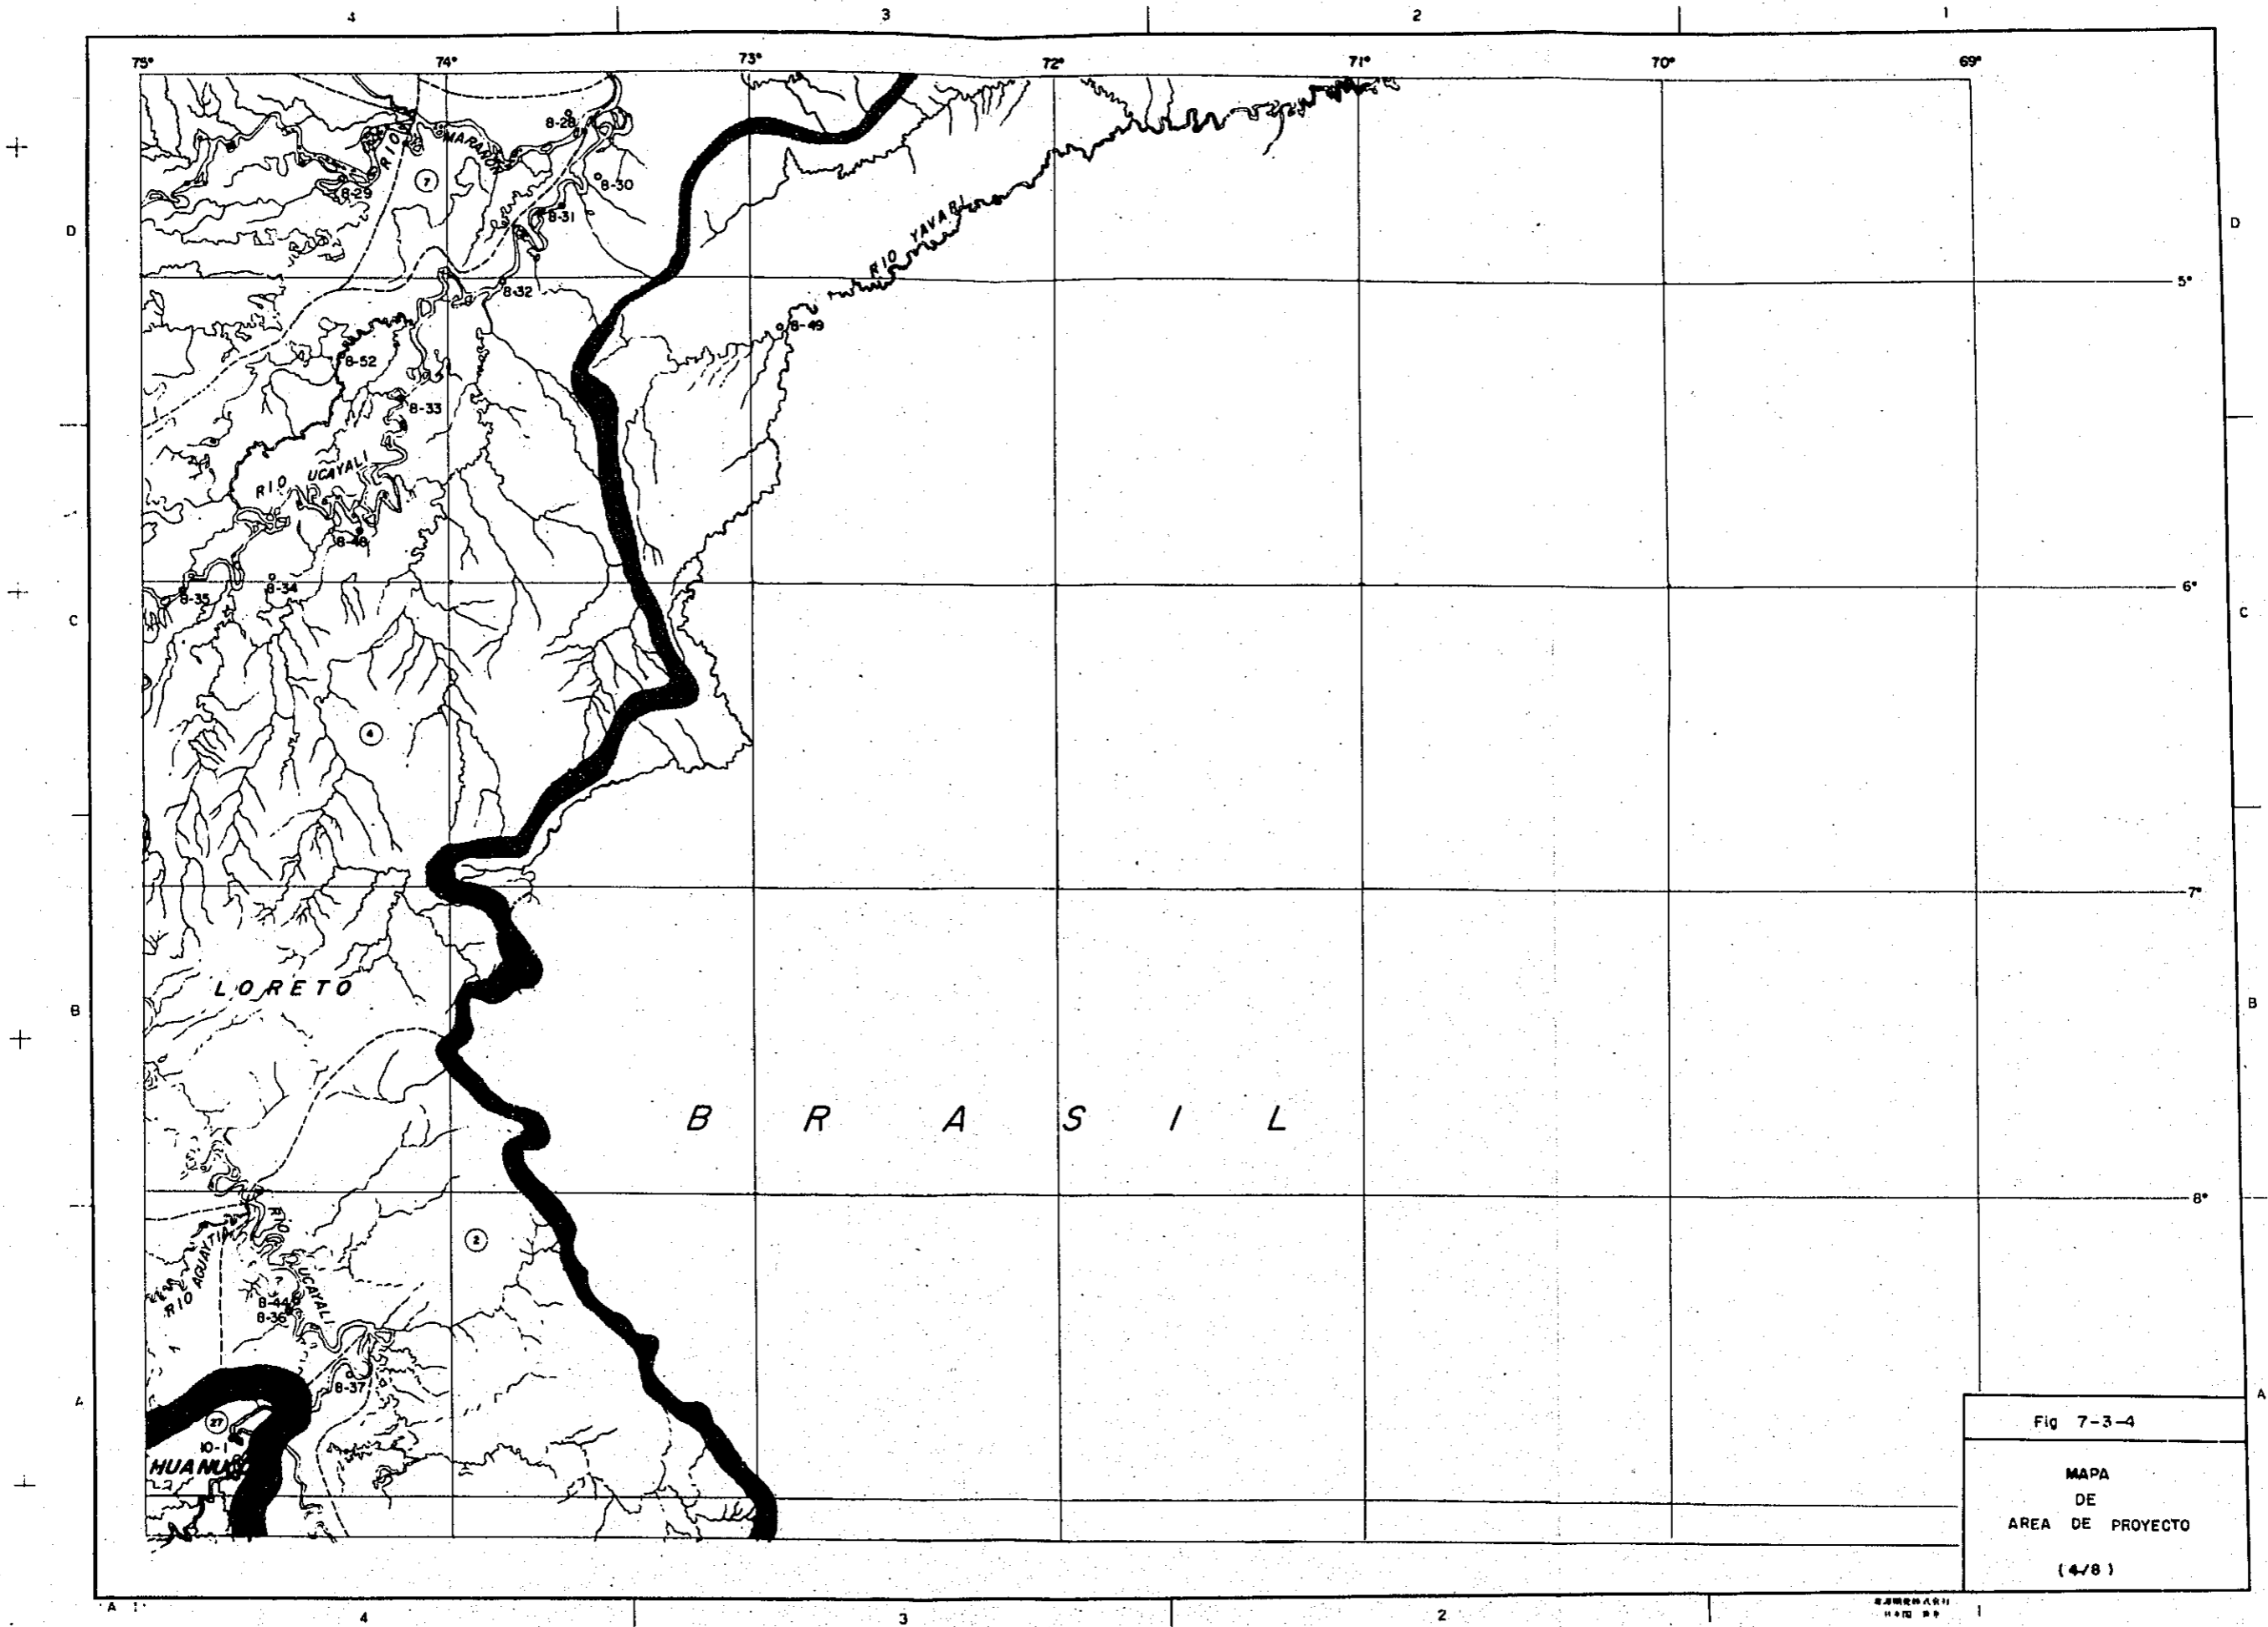 4 3 2 1
75° 74° 73° 72° 71° 70° 69°
8-28
RIO MARAÑON
7
8-29
8-30
8-31
D D
RIO YAVARI
5°
8-32
8-49
8-52
8-33
RIO UCAYALI
8-48
8-34
8-35
6°
C C
4
7°
LORETO
B B
BRASIL
8°
RIO UCAYALI
RIO AGUAYTIA
2
8-44
8-36
8-37
A A
27
10-1
HUANUCO
Fig 7-3-4
MAPA
DE
AREA DE PROYECTO
(4/8)
A 1
4 3 2 1